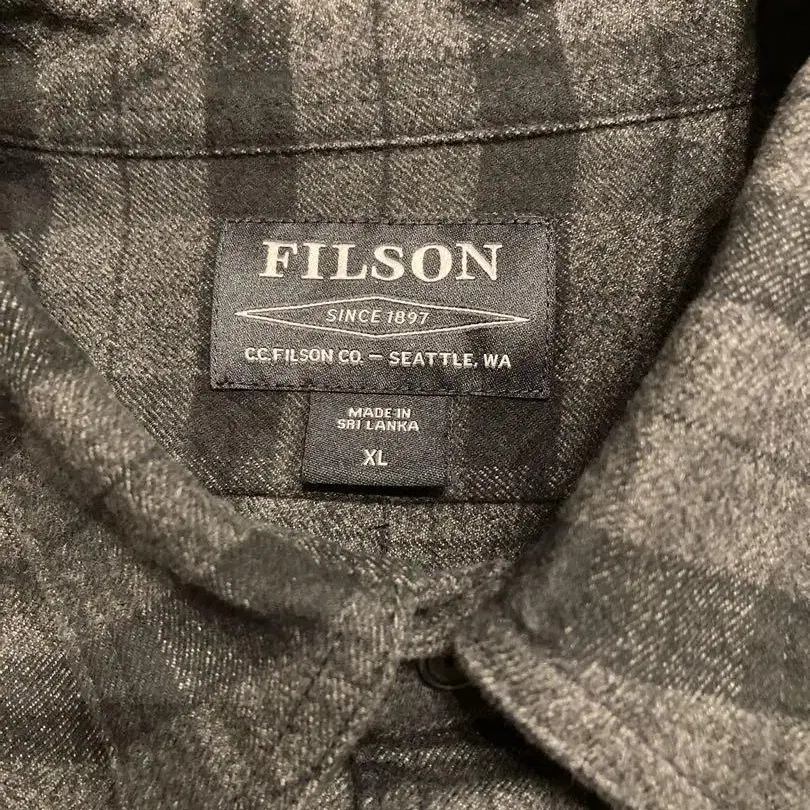 FILSON
SINCE 1897
C.C.FILSON CO. — SEATTLE, WA
MADE IN
SRI LANKA
XL